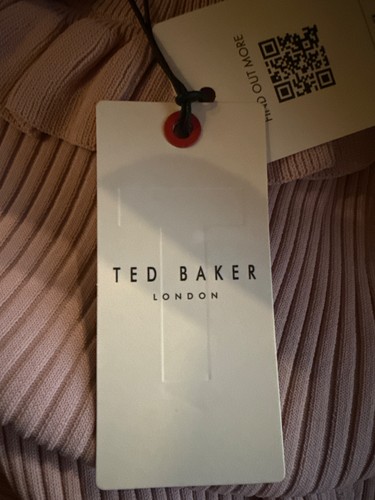 FIND OUT MORE
TED BAKER
LONDON